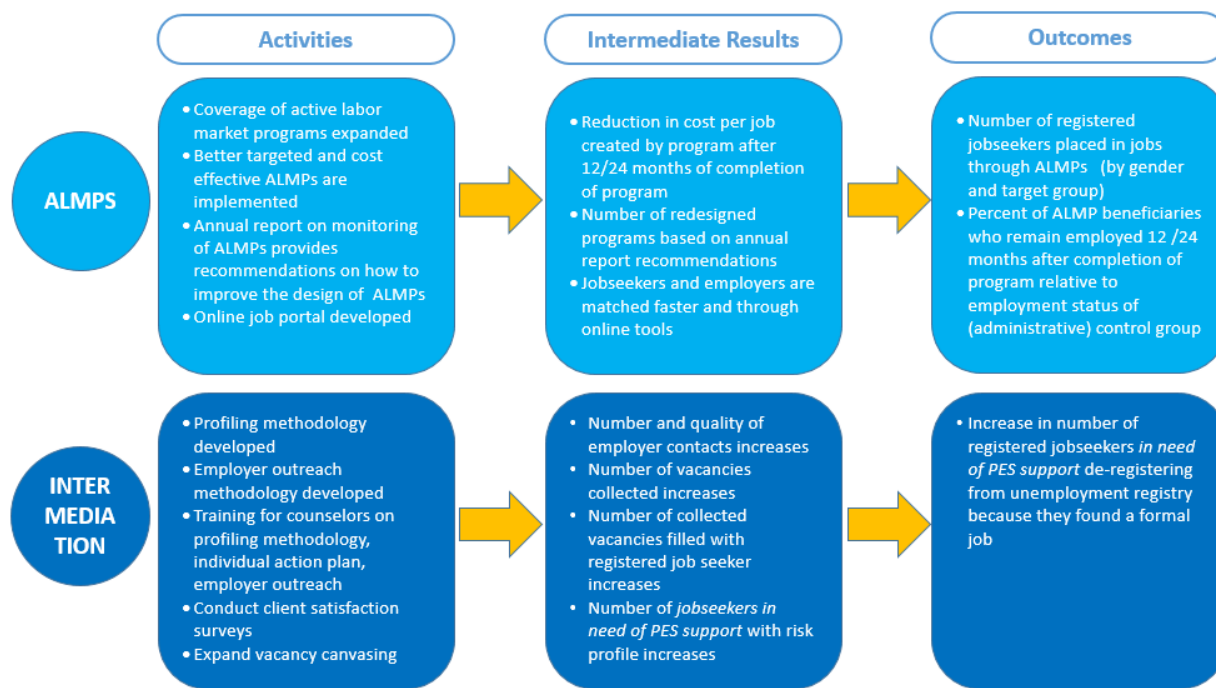 Activities
Intermediate Results
Outcomes
ALMPS
• Coverage of active labor
market programs expanded
• Better targeted and cost
effective ALMPs are
implemented
• Annual report on monitoring
of ALMPs provides
recommendations on how to
improve the design of ALMPs
• Online job portal developed
• Reduction in cost per job
created by program after
12/24 months of completion
of program
• Number of redesigned
programs based on annual
report recommendations
• Jobseekers and employers are
matched faster and through
online tools
• Number of registered
jobseekers placed in jobs
through ALMPs (by gender
and target group)
• Percent of ALMP beneficiaries
who remain employed 12 /24
months after completion of
program relative to
employment status of
(administrative) control group
INTER
MEDIA
TION
• Profiling methodology
developed
• Employer outreach
methodology developed
• Training for counselors on
profiling methodology,
individual action plan,
employer outreach
• Conduct client satisfaction
surveys
• Expand vacancy canvasing
• Number and quality of
employer contacts increases
• Number of vacancies
collected increases
• Number of collected
vacancies filled with
registered job seeker
increases
• Number of jobseekers in
need of PES support with risk
profile increases
• Increase in number of
registered jobseekers in need
of PES support de-registering
from unemployment registry
because they found a formal
job